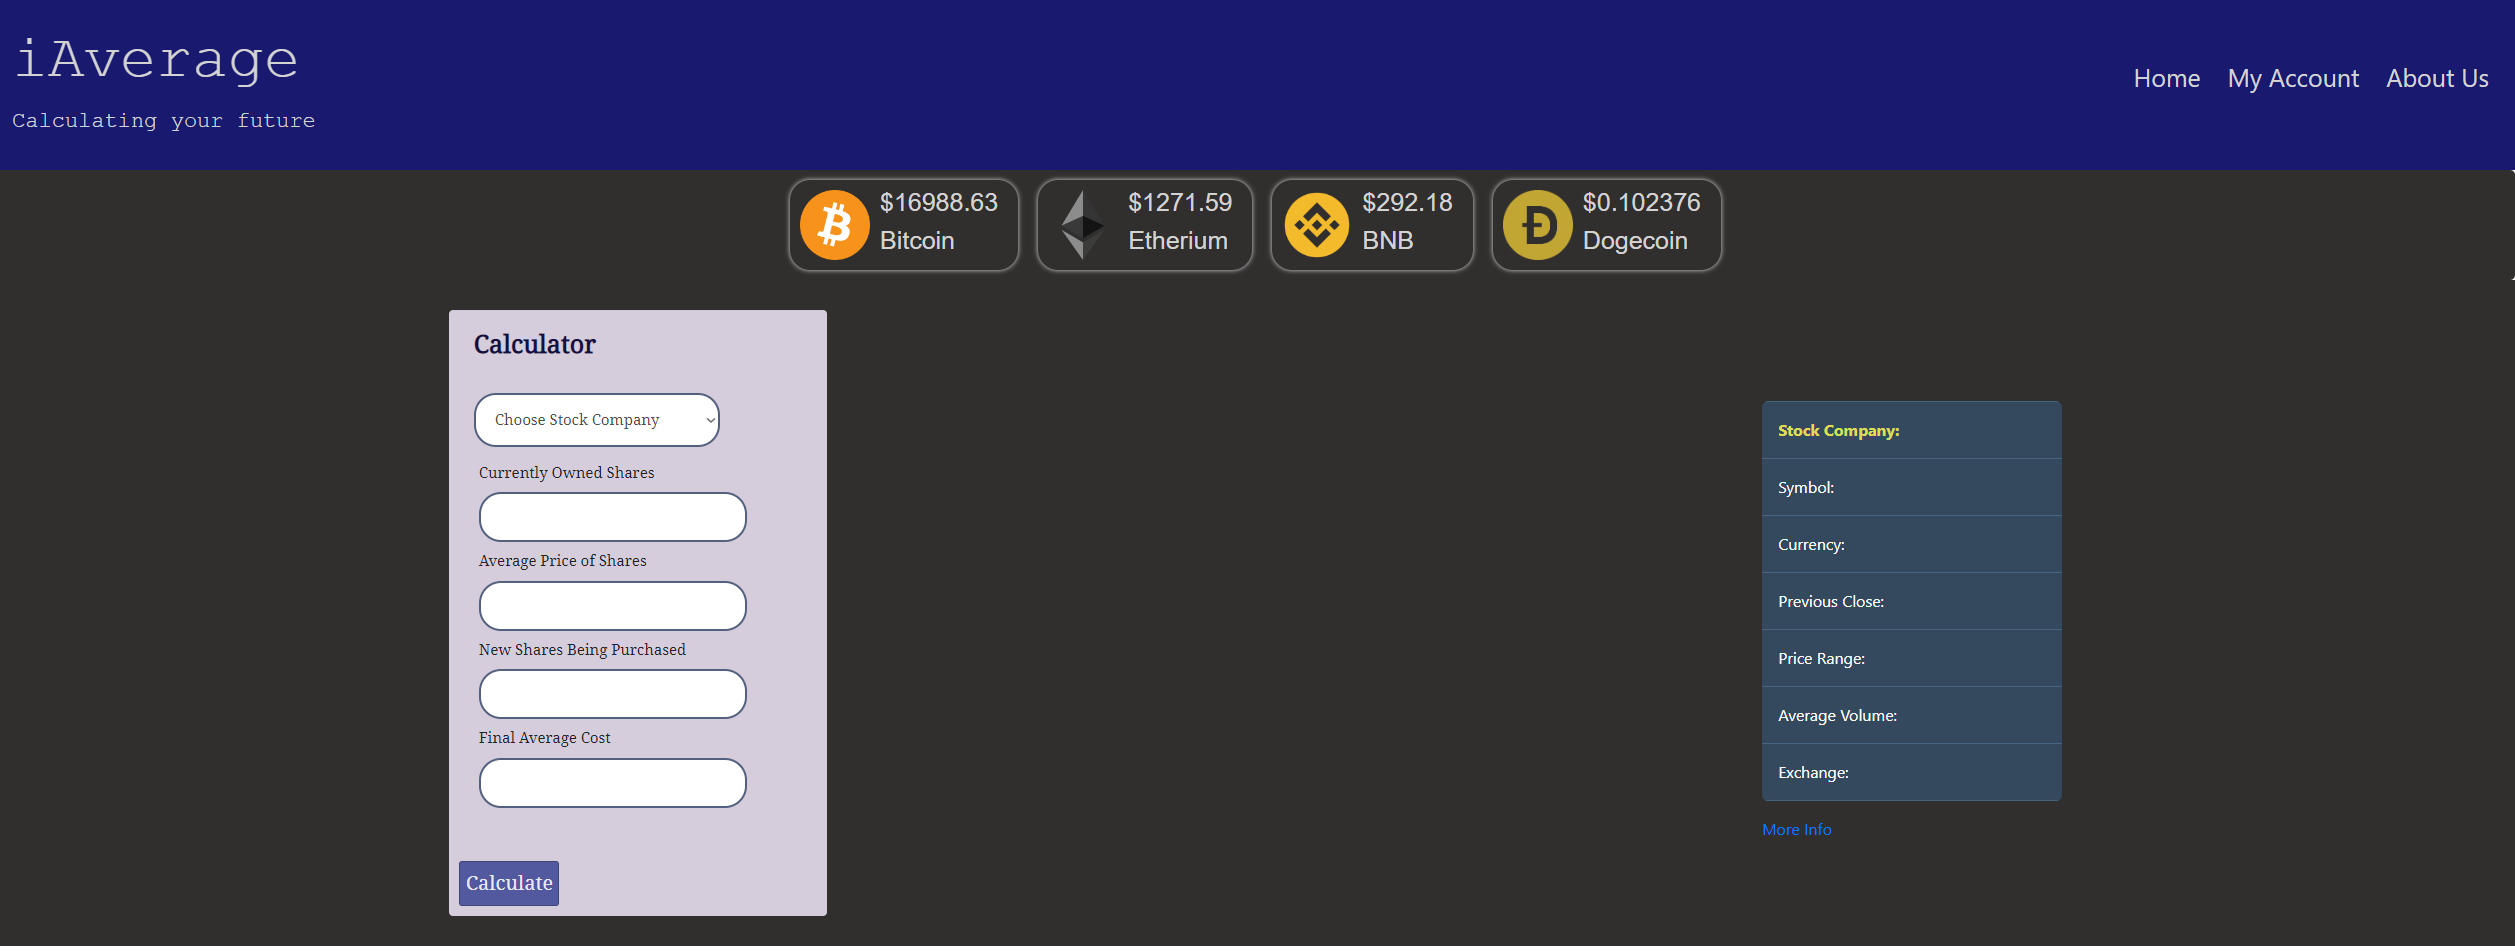 iAverage
Calculating your future
Home My Account About Us
$16988.63
Bitcoin
$1271.59
Etherium
$292.18
BNB
$0.102376
Dogecoin
Calculator
Choose Stock Company
Currently Owned Shares
Average Price of Shares
New Shares Being Purchased
Final Average Cost
Calculate
Stock Company:
Symbol:
Currency:
Previous Close:
Price Range:
Average Volume:
Exchange:
More Info